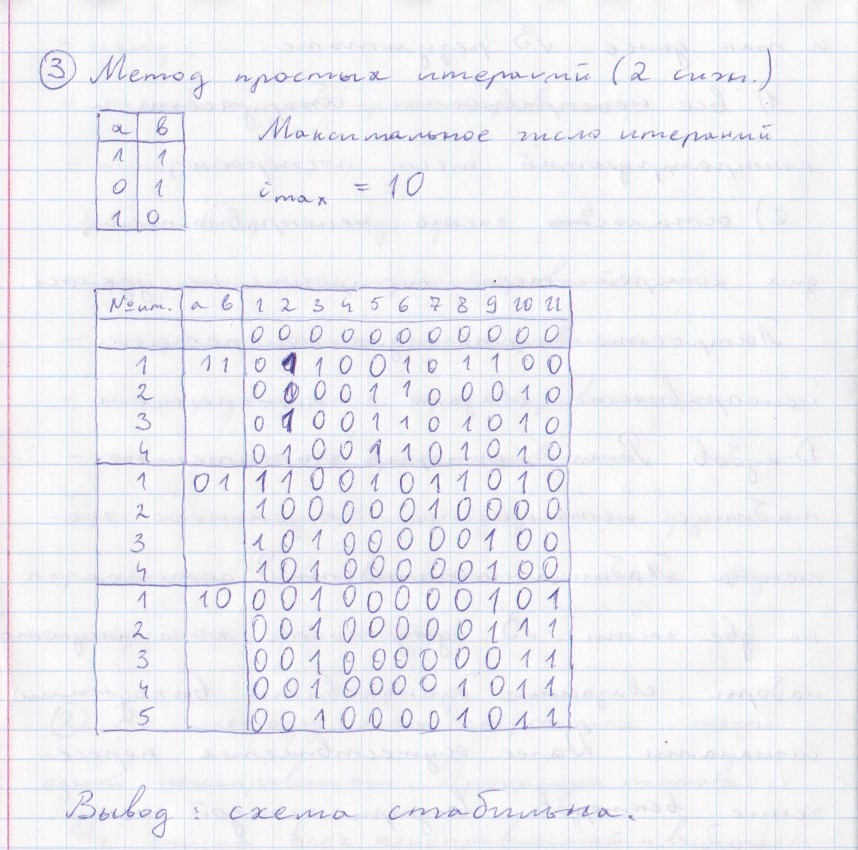 3 Метод простых итераций (2 сигн.)
a в
1 1
0 1
1 0
Максимальное число итераций
i max = 10
№ ит. a в 1 2 3 4 5 6 7 8 9 10 11
0 0 0 0 0 0 0 0 0 0 0
1 1 1 0 1 1 0 0 1 0 1 1 0 0
2 0 0 0 0 1 1 0 0 0 1 0
3 0 1 0 0 1 1 0 1 0 1 0
4 0 1 0 0 1 1 0 1 0 1 0
1 0 1 1 1 0 0 1 0 1 1 0 1 0
2 1 0 0 0 0 0 1 0 0 0 0
3 1 0 1 0 0 0 0 0 1 0 0
4 1 0 1 0 0 0 0 0 1 0 0
1 1 0 0 0 1 0 0 0 0 0 1 0 1
2 0 0 1 0 0 0 0 0 1 1 1
3 0 0 1 0 0 0 0 0 0 1 1
4 0 0 1 0 0 0 0 1 0 1 1
5 0 0 1 0 0 0 0 1 0 1 1
Вывод: схема стабильна.